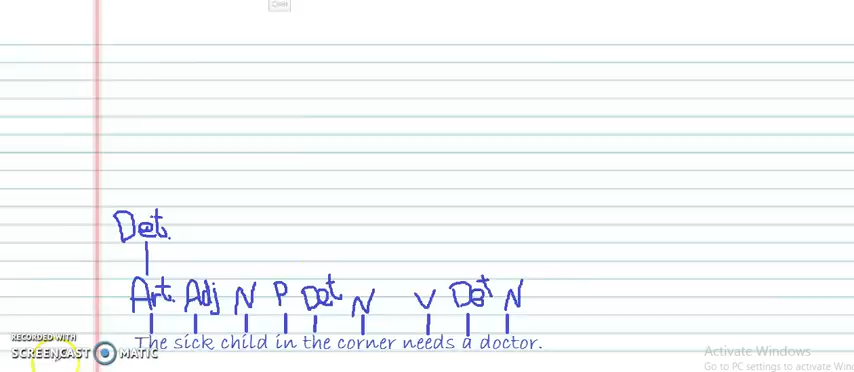 Det.
Art. Adj N P Det N V Det N
The sick child in the corner needs a doctor.
RECORDED WITH
SCREENCAST MATIC
Activate Windows
Go to PC settings to activate Win